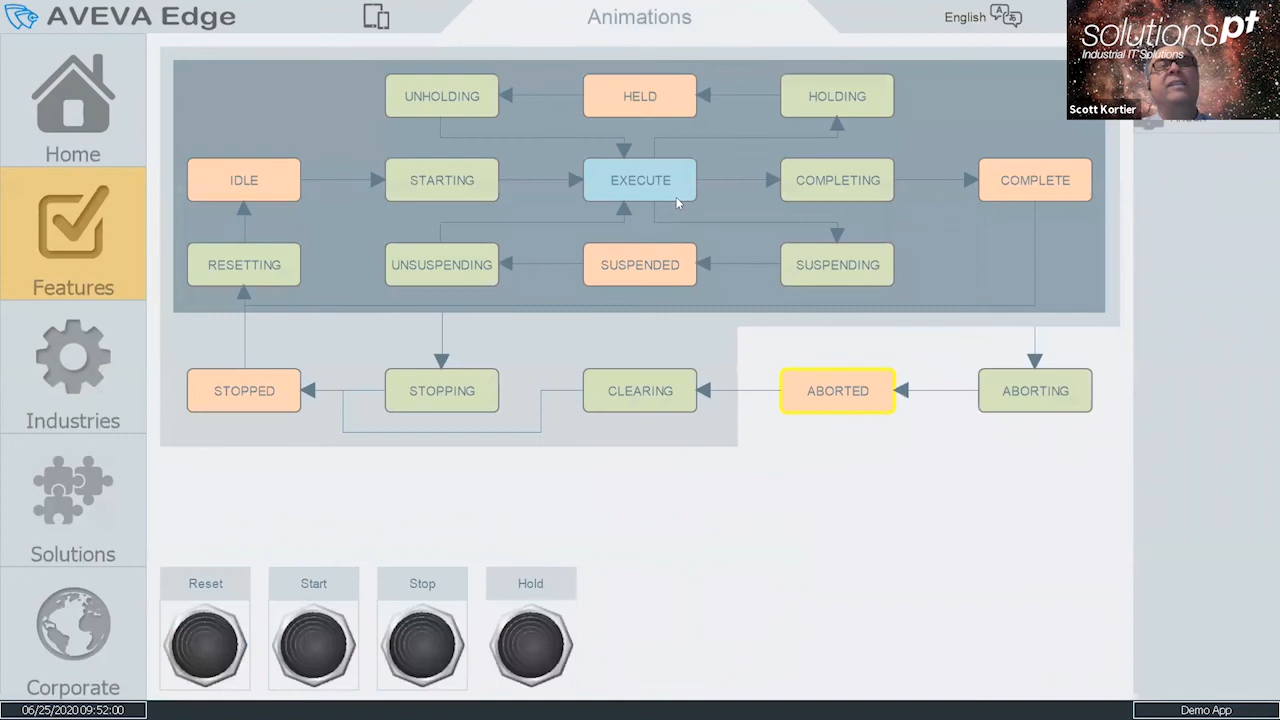 AVEVA Edge
Animations
English
solutionspt
Industrial IT Solutions
Scott Kortier
Home
Features
Industries
Solutions
Corporate
UNHOLDING
HELD
HOLDING
IDLE
STARTING
EXECUTE
COMPLETING
COMPLETE
RESETTING
UNSUSPENDING
SUSPENDED
SUSPENDING
STOPPED
STOPPING
CLEARING
ABORTED
ABORTING
Reset
Start
Stop
Hold
06/25/2020 09:52:00
Demo App